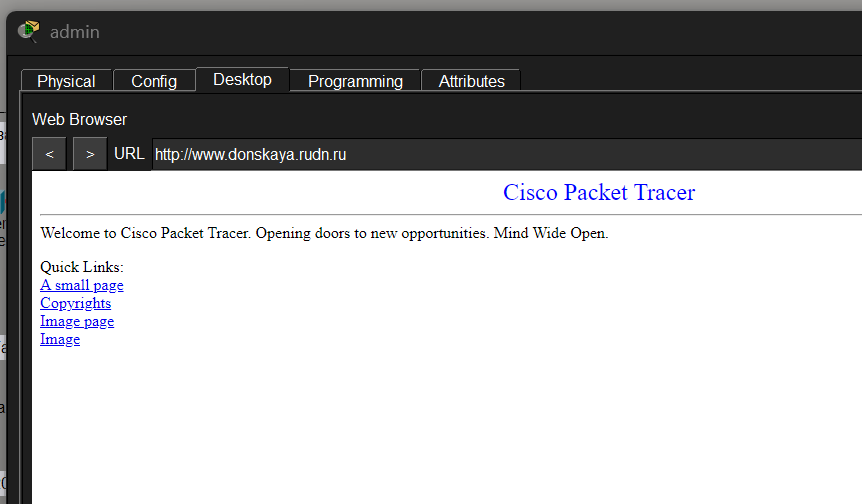 admin
Physical Config Desktop Programming Attributes
Web Browser
< > URL http://www.donskaya.rudn.ru
Cisco Packet Tracer
Welcome to Cisco Packet Tracer. Opening doors to new opportunities. Mind Wide Open.
Quick Links:
A small page
Copyrights
Image page
Image